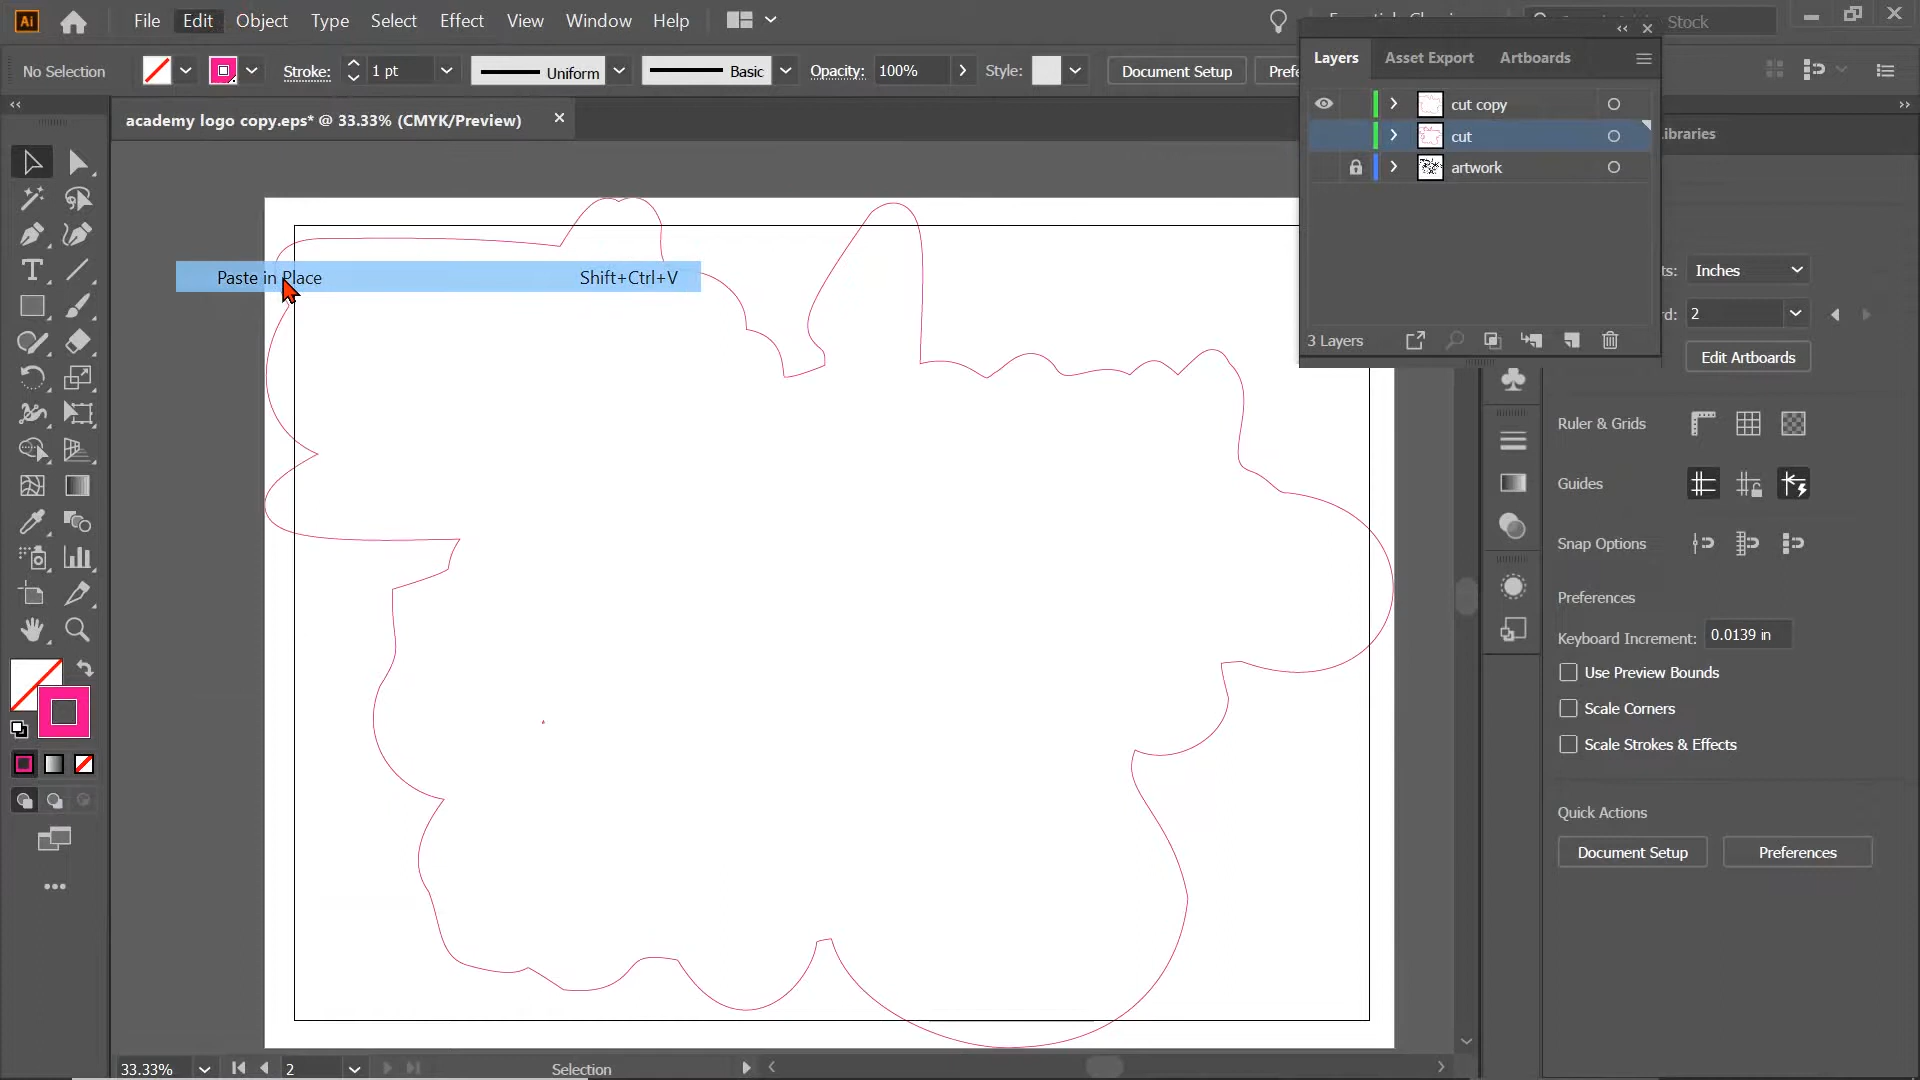 Ai File Edit Object Type Select Effect View Window Help
Stock
No Selection Stroke: 1 pt Uniform Basic Opacity: 100% Style: Document Setup Prefe
Layers Asset Export Artboards
academy logo copy.eps* @ 33.33% (CMYK/Preview)
cut copy
cut
artwork
3 Layers
ibraries
Paste in Place Shift+Ctrl+V
ts: Inches
rd: 2
Edit Artboards
Ruler & Grids
Guides
Snap Options
Preferences
Keyboard Increment: 0.0139 in
Use Preview Bounds
Scale Corners
Scale Strokes & Effects
Quick Actions
Document Setup Preferences
33.33% 2 Selection